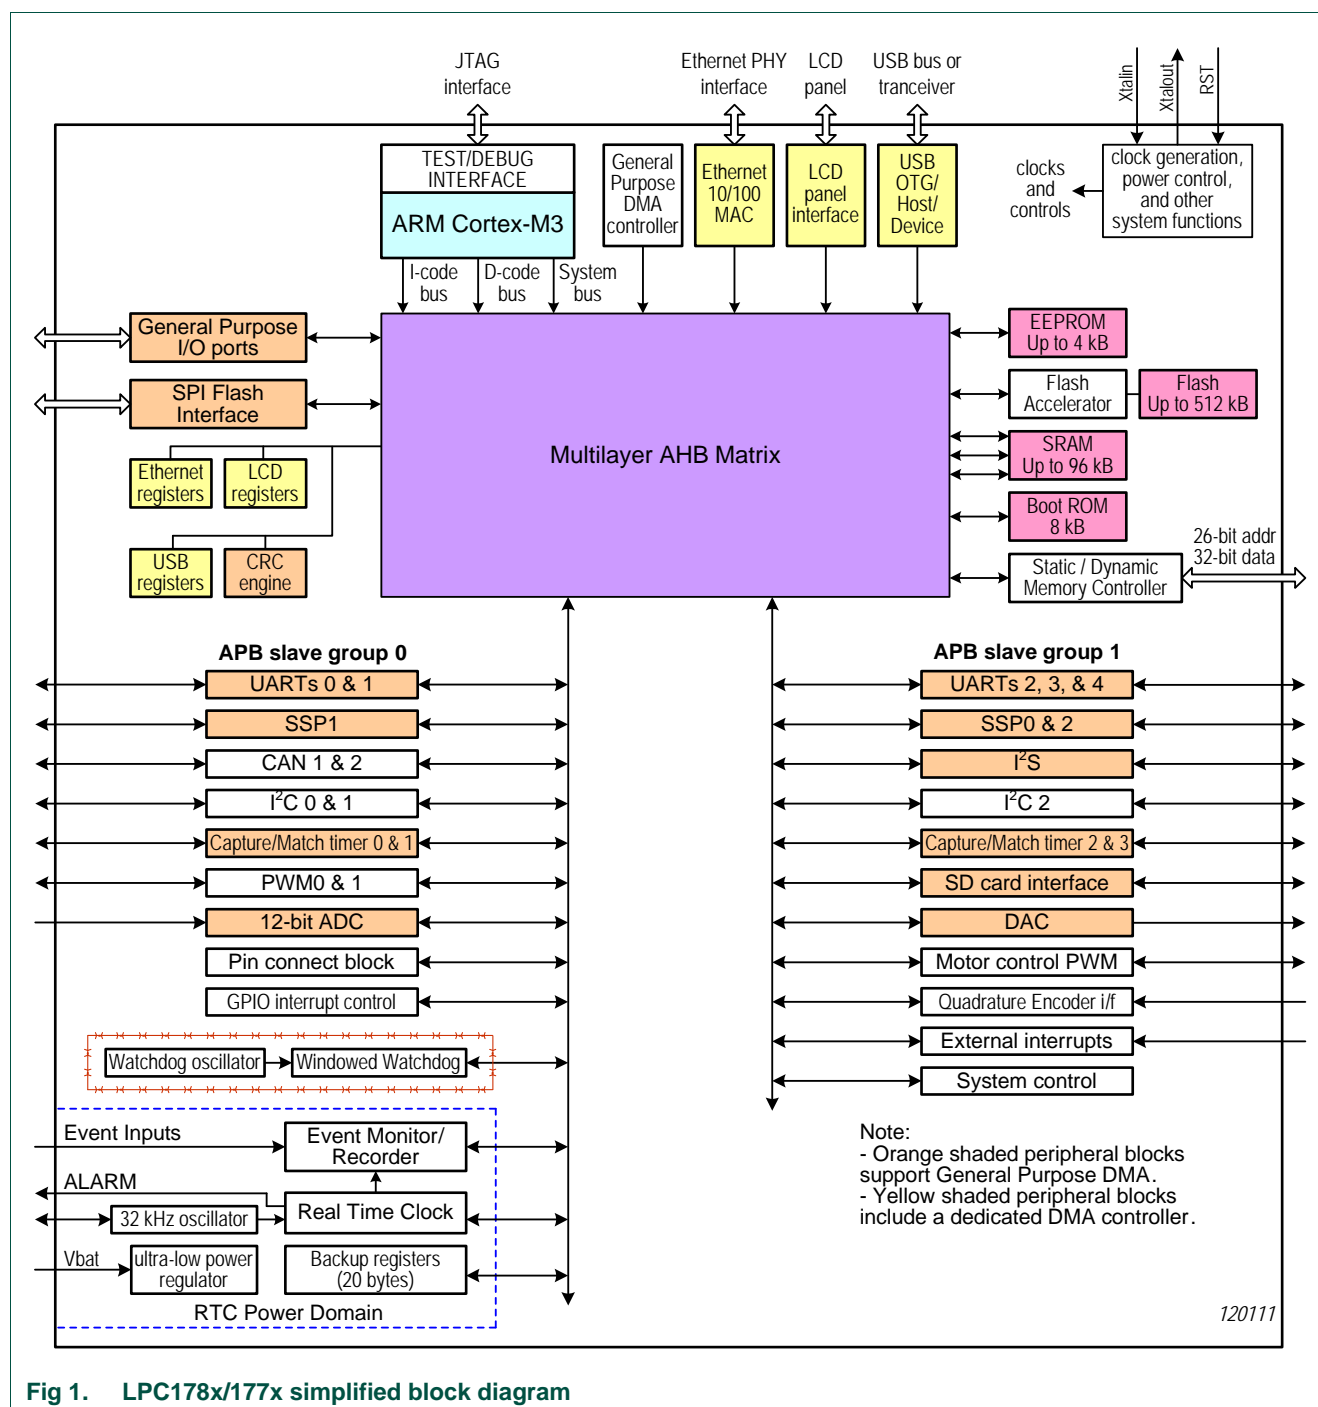 JTAG
interface
Ethernet PHY
interface
LCD
panel
USB bus or
tranceiver
Xtalin
Xtalout
RST
TEST/DEBUG
INTERFACE
ARM Cortex-M3
General
Purpose
DMA
controller
Ethernet
10/100
MAC
LCD
panel
interface
USB
OTG/
Host/
Device
clocks
and
controls
clock generation,
power control,
and other
system functions
I-code
bus
D-code
bus
System
bus
General Purpose
I/O ports
SPI Flash
Interface
Ethernet
registers
LCD
registers
USB
registers
CRC
engine
Multilayer AHB Matrix
EEPROM
Up to 4 kB
Flash
Accelerator
Flash
Up to 512 kB
SRAM
Up to 96 kB
Boot ROM
8 kB
Static / Dynamic
Memory Controller
26-bit addr
32-bit data
APB slave group 0
UARTs 0 & 1
SSP1
CAN 1 & 2
I²C 0 & 1
Capture/Match timer 0 & 1
PWM0 & 1
12-bit ADC
Pin connect block
GPIO interrupt control
Watchdog oscillator
Windowed Watchdog
APB slave group 1
UARTs 2, 3, & 4
SSP0 & 2
I²S
I²C 2
Capture/Match timer 2 & 3
SD card interface
DAC
Motor control PWM
Quadrature Encoder i/f
External interrupts
System control
Event Inputs
Event Monitor/
Recorder
ALARM
32 kHz oscillator
Real Time Clock
Vbat
ultra-low power
regulator
Backup registers
(20 bytes)
RTC Power Domain
Note:
- Orange shaded peripheral blocks
support General Purpose DMA.
- Yellow shaded peripheral blocks
include a dedicated DMA controller.
120111
Fig 1. LPC178x/177x simplified block diagram